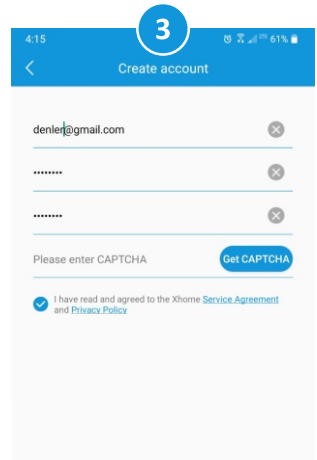 3
4:15 61%
Create account
denler@gmail.com
••••••••
••••••••
Please enter CAPTCHA Get CAPTCHA
I have read and agreed to the Xhome Service Agreement
and Privacy Policy